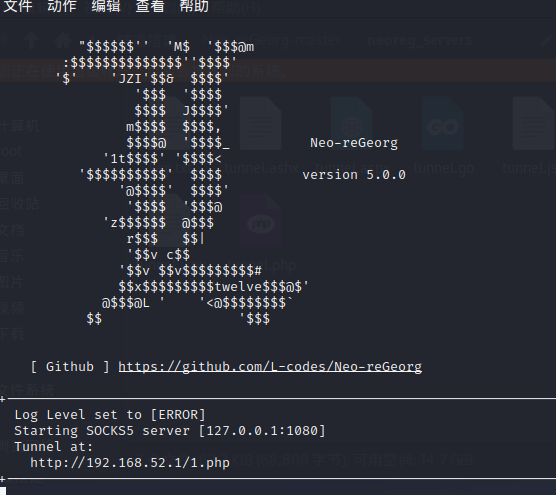 文件 动作 编辑 查看 帮助
"$$$$$$''  'M$  '$$$@m
:$$$$$$$$$$$$$$''$$$$'
'$'    'JZI'$$&  $$$$'
'$$$  '$$$$
$$$$  J$$$$'
m$$$$  $$$$,
$$$$@  '$$$$_          Neo-reGeorg
'1t$$$$' '$$$$<
'$$$$$$$$$$'  $$$$          version 5.0.0
'@$$$$'  $$$$'
'$$$$  '$$$@
'z$$$$$$  @$$$
r$$$   $$|
'$$v c$$
'$$v $$v$$$$$$$$$#
$$x$$$$$$$$$twelve$$$@$'
@$$$@L '    '<@$$$$$$$$`
$$                 '$$$
[ Github ] https://github.com/L-codes/Neo-reGeorg
Log Level set to [ERROR]
Starting SOCKS5 server [127.0.0.1:1080]
Tunnel at:
http://192.168.52.1/1.php